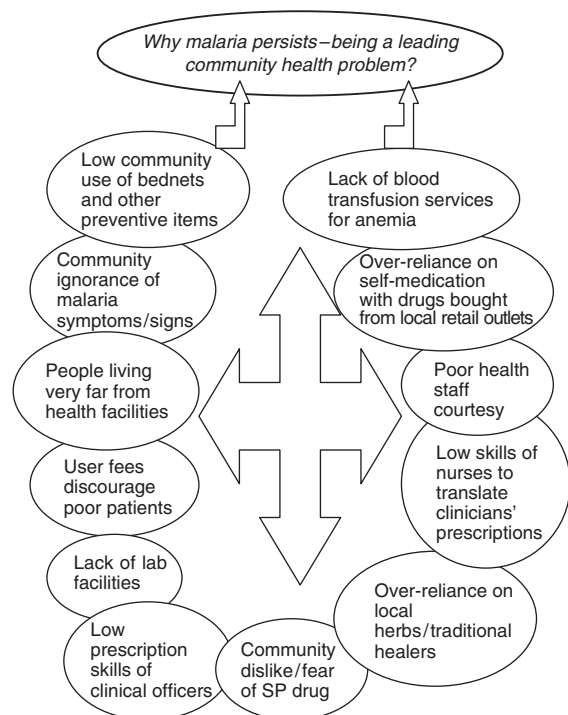 Why malaria persists–being a leading
community health problem?
Low community
use of bednets
and other
preventive items
Lack of blood
transfusion services
for anemia
Community
ignorance of
malaria
symptoms/signs
Over-reliance on
self-medication
with drugs bought
from local retail outlets
People living
very far from
health facilities
Poor health
staff
courtesy
User fees
discourage
poor patients
Low skills of
nurses to
translate
clinicians’
prescriptions
Lack of lab
facilities
Over-reliance on
local
herbs/traditional
healers
Low
prescription
skills of
clinical officers
Community
dislike/fear
of SP drug